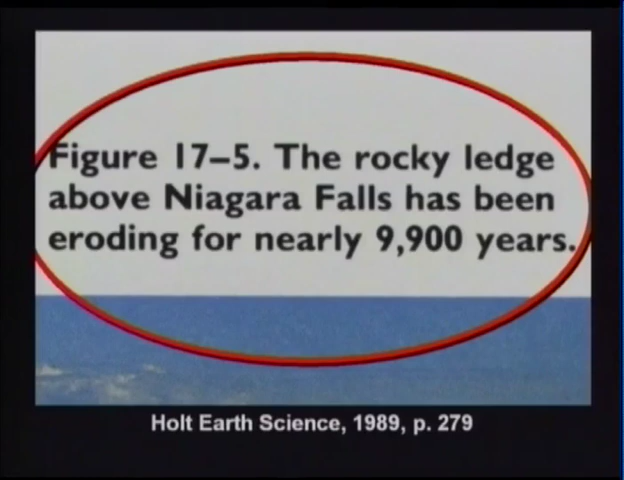 Figure 17–5. The rocky ledge
above Niagara Falls has been
eroding for nearly 9,900 years.
Holt Earth Science, 1989, p. 279